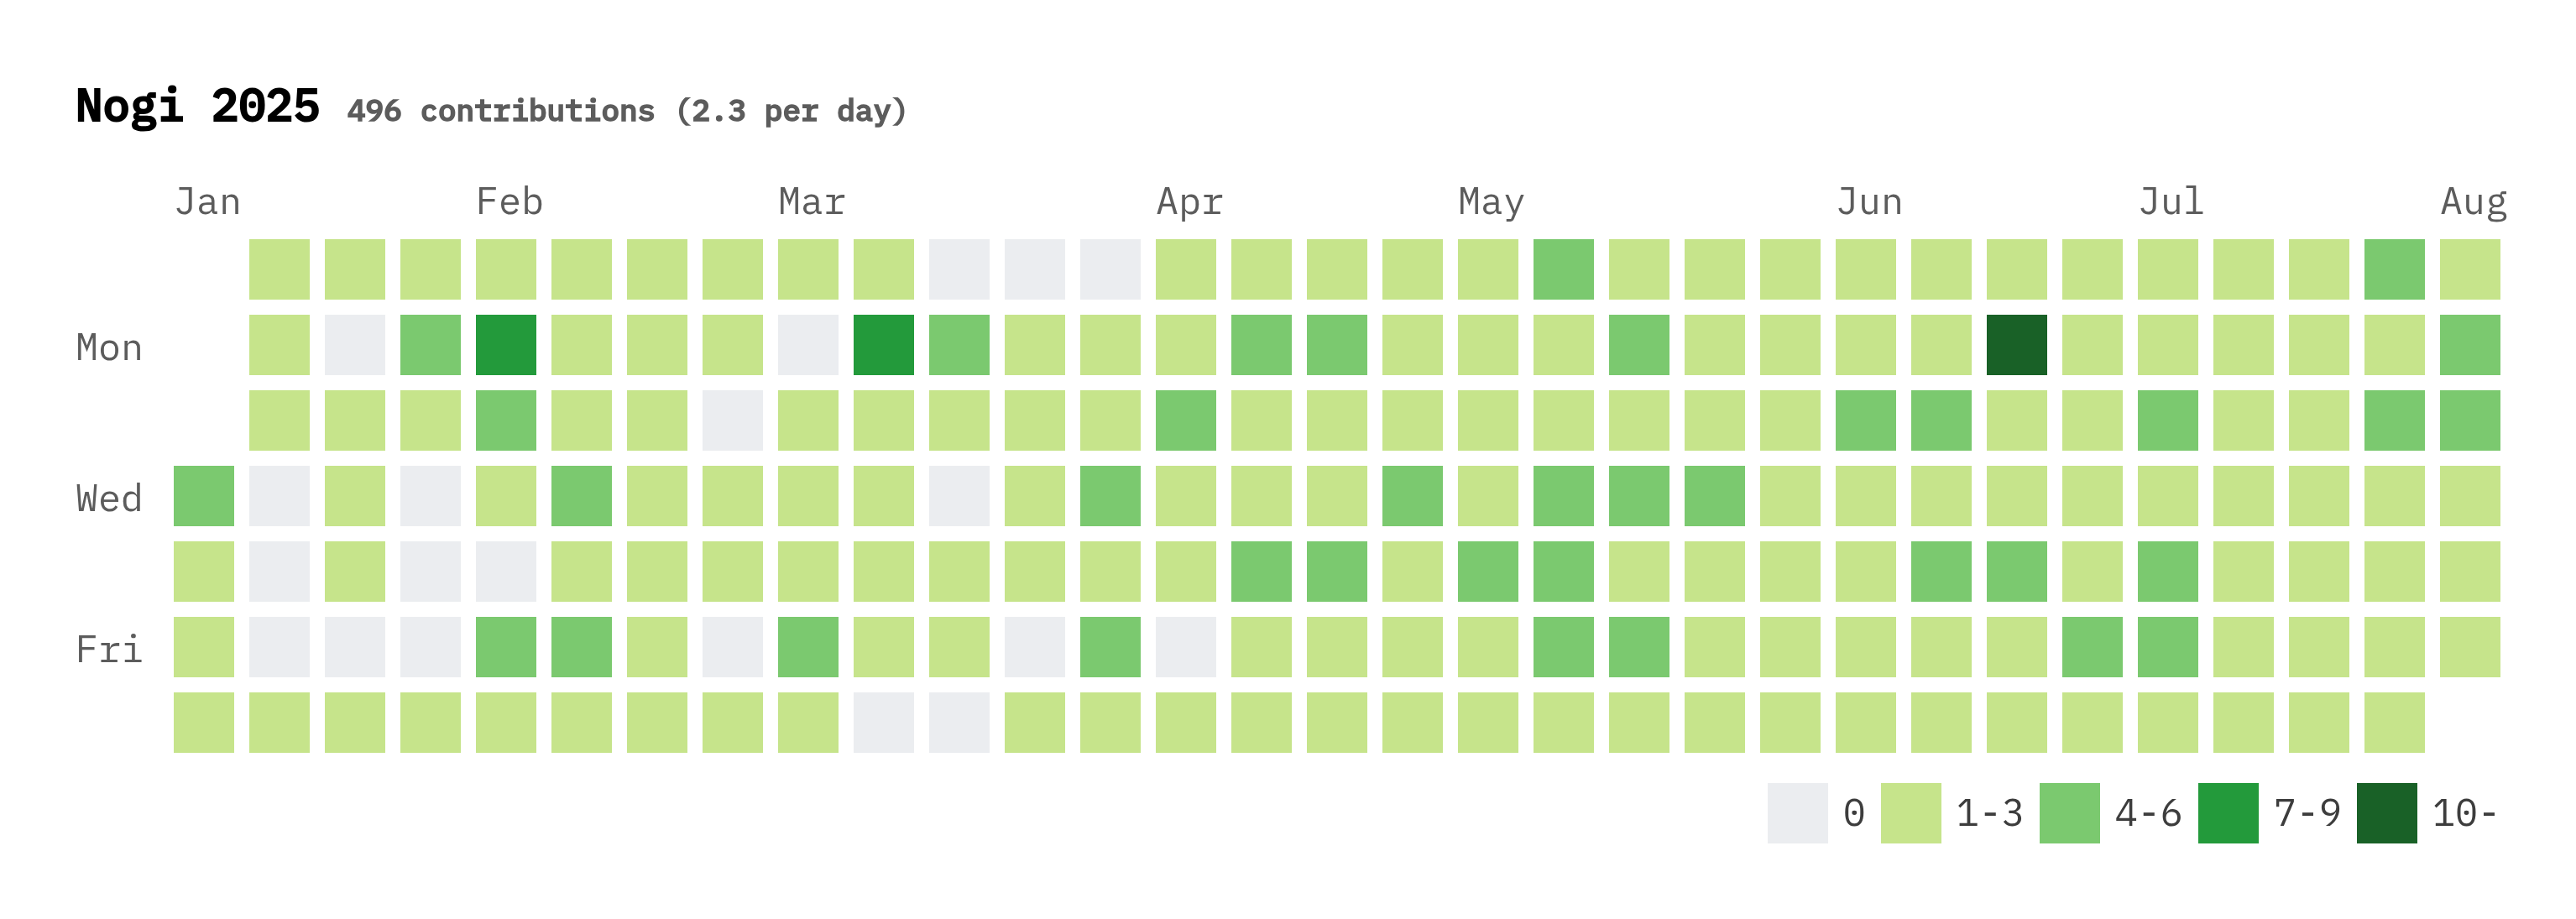 Nogi 2025 496 contributions (2.3 per day)
Jan Feb Mar Apr May Jun Jul Aug
Mon
Wed
Fri
0 1-3 4-6 7-9 10-